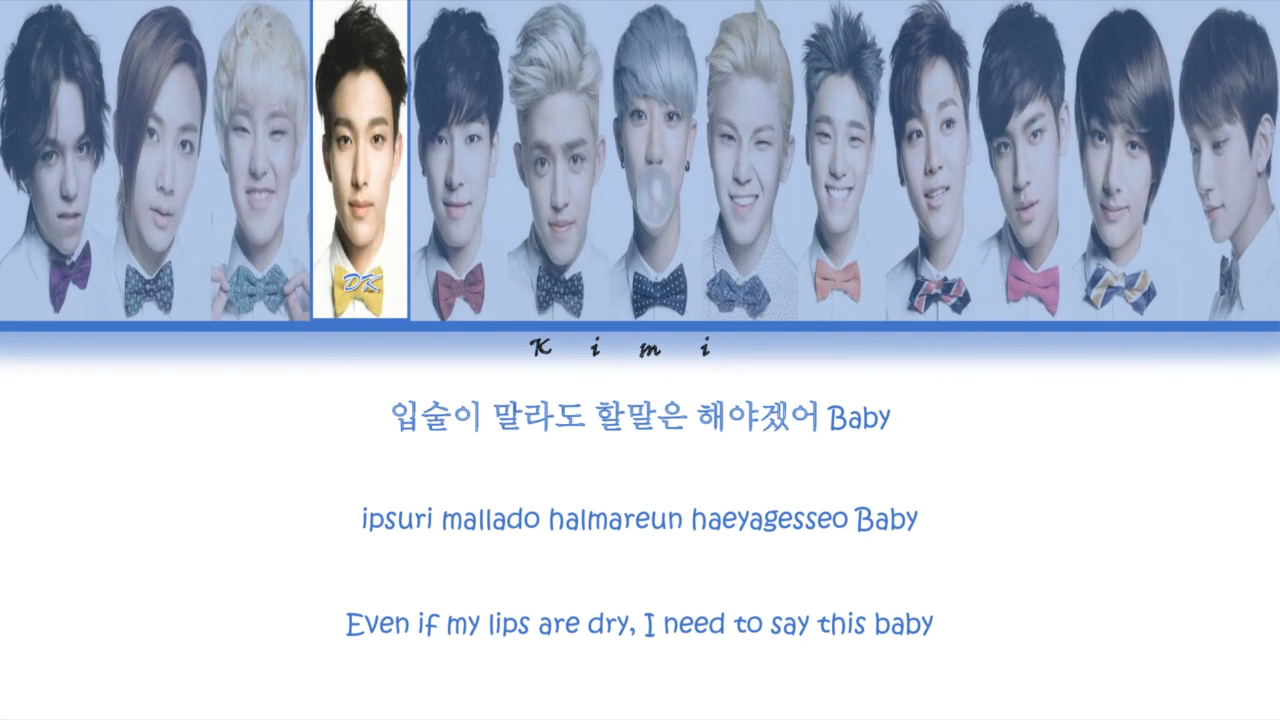 DK
Kimi
입술이 말라도 할말은 해야겠어 Baby
ipsuri mallado halmareun haeyagesseo Baby
Even if my lips are dry, I need to say this baby